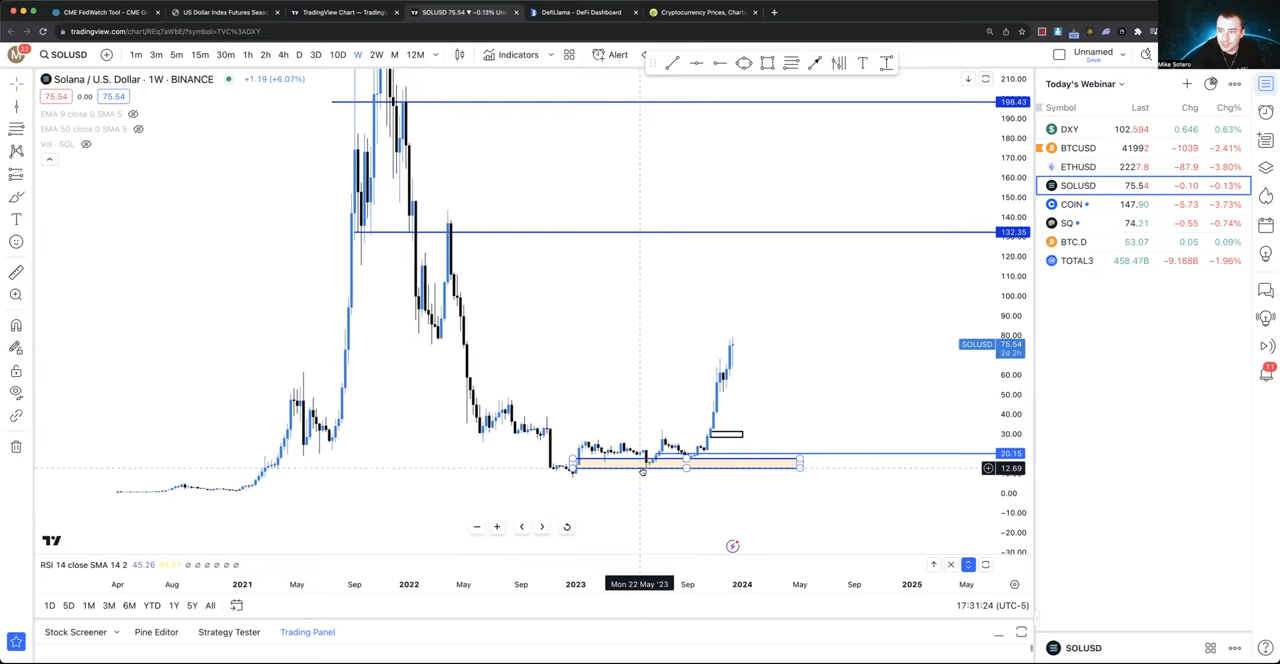 CME FedWatch Tool - CME G
US Dollar Index Futures Seas
TradingView Chart — Trading
SOLUSD 75.54 ▼ −0.13% Un
DefiLlama - DeFi Dashboard
Cryptocurrency Prices, Chart
tradingview.com/chart/REq7aWbE/?symbol=TVC%3ADXY
Mike Sotero
22
SOLUSD
1m 3m 5m 15m 30m 1h 2h 4h D 3D 10D W 2W M 12M
Indicators
Alert
Unnamed
Save
Solana / U.S. Dollar · 1W · BINANCE
+1.19 (+6.07%)
75.54 0.00 75.54
EMA 9 close 0 SMA 5
EMA 50 close 0 SMA 5
Vol · SOL
210.00
198.43
190.00
180.00
170.00
160.00
150.00
140.00
132.35
120.00
110.00
100.00
90.00
80.00
SOLUSD 75.54
2d 2h
60.00
50.00
40.00
30.00
20.15
12.69
0.00
−10.00
−20.00
−30.00
RSI 14 close SMA 14 2 45.26
Apr Aug 2021 May Sep 2022 May Sep 2023 Mon 22 May '23 Sep 2024 May Sep 2025 May
1D 5D 1M 3M 6M YTD 1Y 5Y All
17:31:24 (UTC-5)
Stock Screener Pine Editor Strategy Tester Trading Panel
Today's Webinar
Symbol Last Chg Chg%
DXY 102.594 0.646 0.63%
BTCUSD 41992 −1039 −2.41%
ETHUSD 2227.8 −87.9 −3.80%
SOLUSD 75.54 −0.10 −0.13%
COIN 147.90 −5.73 −3.73%
SQ 74.21 −0.55 −0.74%
BTC.D 53.07 0.05 0.09%
TOTAL3 458.47B −9.188B −1.96%
11
SOLUSD